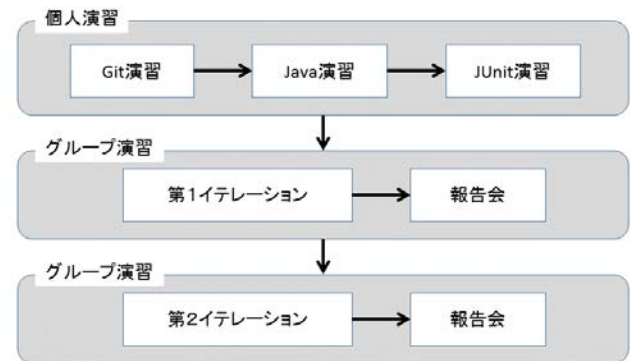 個人演習
Git演習
Java演習
JUnit演習
グループ演習
第1イテレーション
報告会
グループ演習
第2イテレーション
報告会